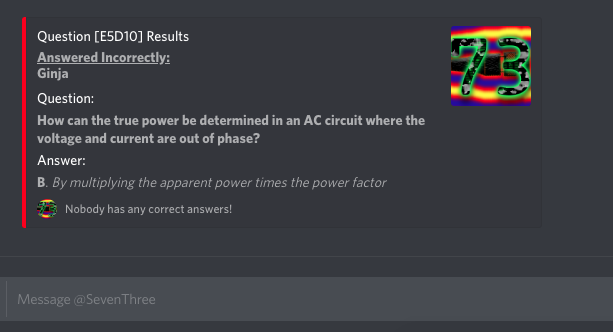 Question [E5D10] Results
Answered Incorrectly:
Ginja
Question:
How can the true power be determined in an AC circuit where the
voltage and current are out of phase?
Answer:
B. By multiplying the apparent power times the power factor
Nobody has any correct answers!
73
Message @SevenThree